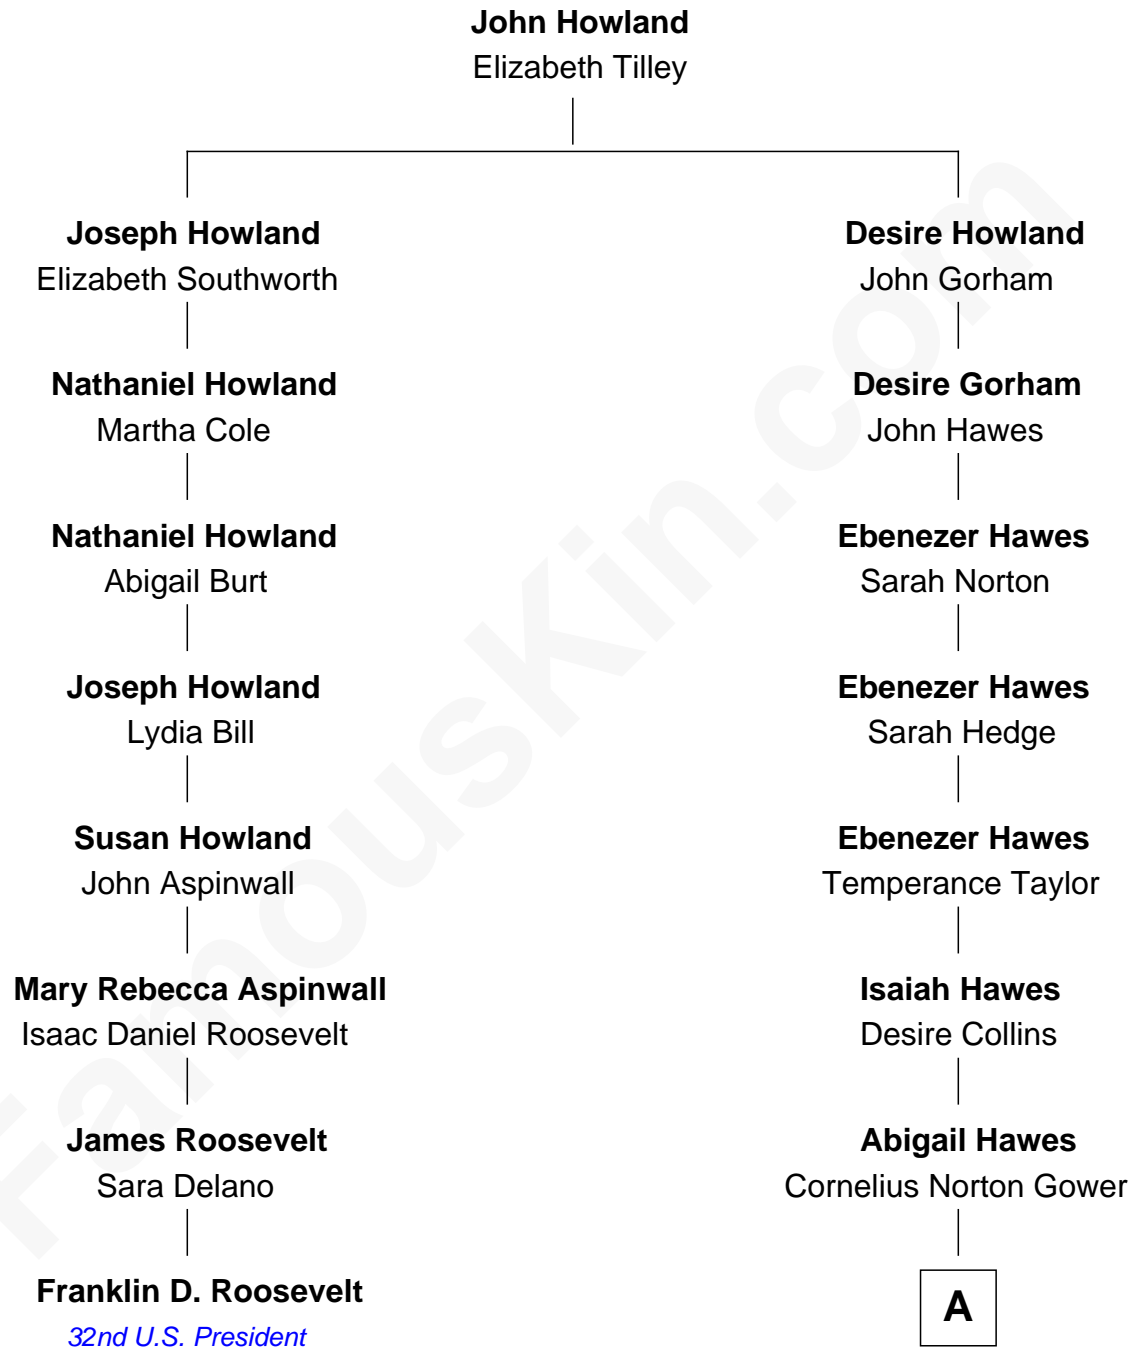 John Howland
Elizabeth Tilley
Joseph Howland
Elizabeth Southworth
Desire Howland
John Gorham
Nathaniel Howland
Martha Cole
Desire Gorham
John Hawes
Nathaniel Howland
Abigail Burt
Ebenezer Hawes
Sarah Norton
Joseph Howland
Lydia Bill
Ebenezer Hawes
Sarah Hedge
Susan Howland
John Aspinwall
Ebenezer Hawes
Temperance Taylor
Mary Rebecca Aspinwall
Isaac Daniel Roosevelt
Isaiah Hawes
Desire Collins
James Roosevelt
Sara Delano
Abigail Hawes
Cornelius Norton Gower
Franklin D. Roosevelt
32nd U.S. President
A
FamousKin.com